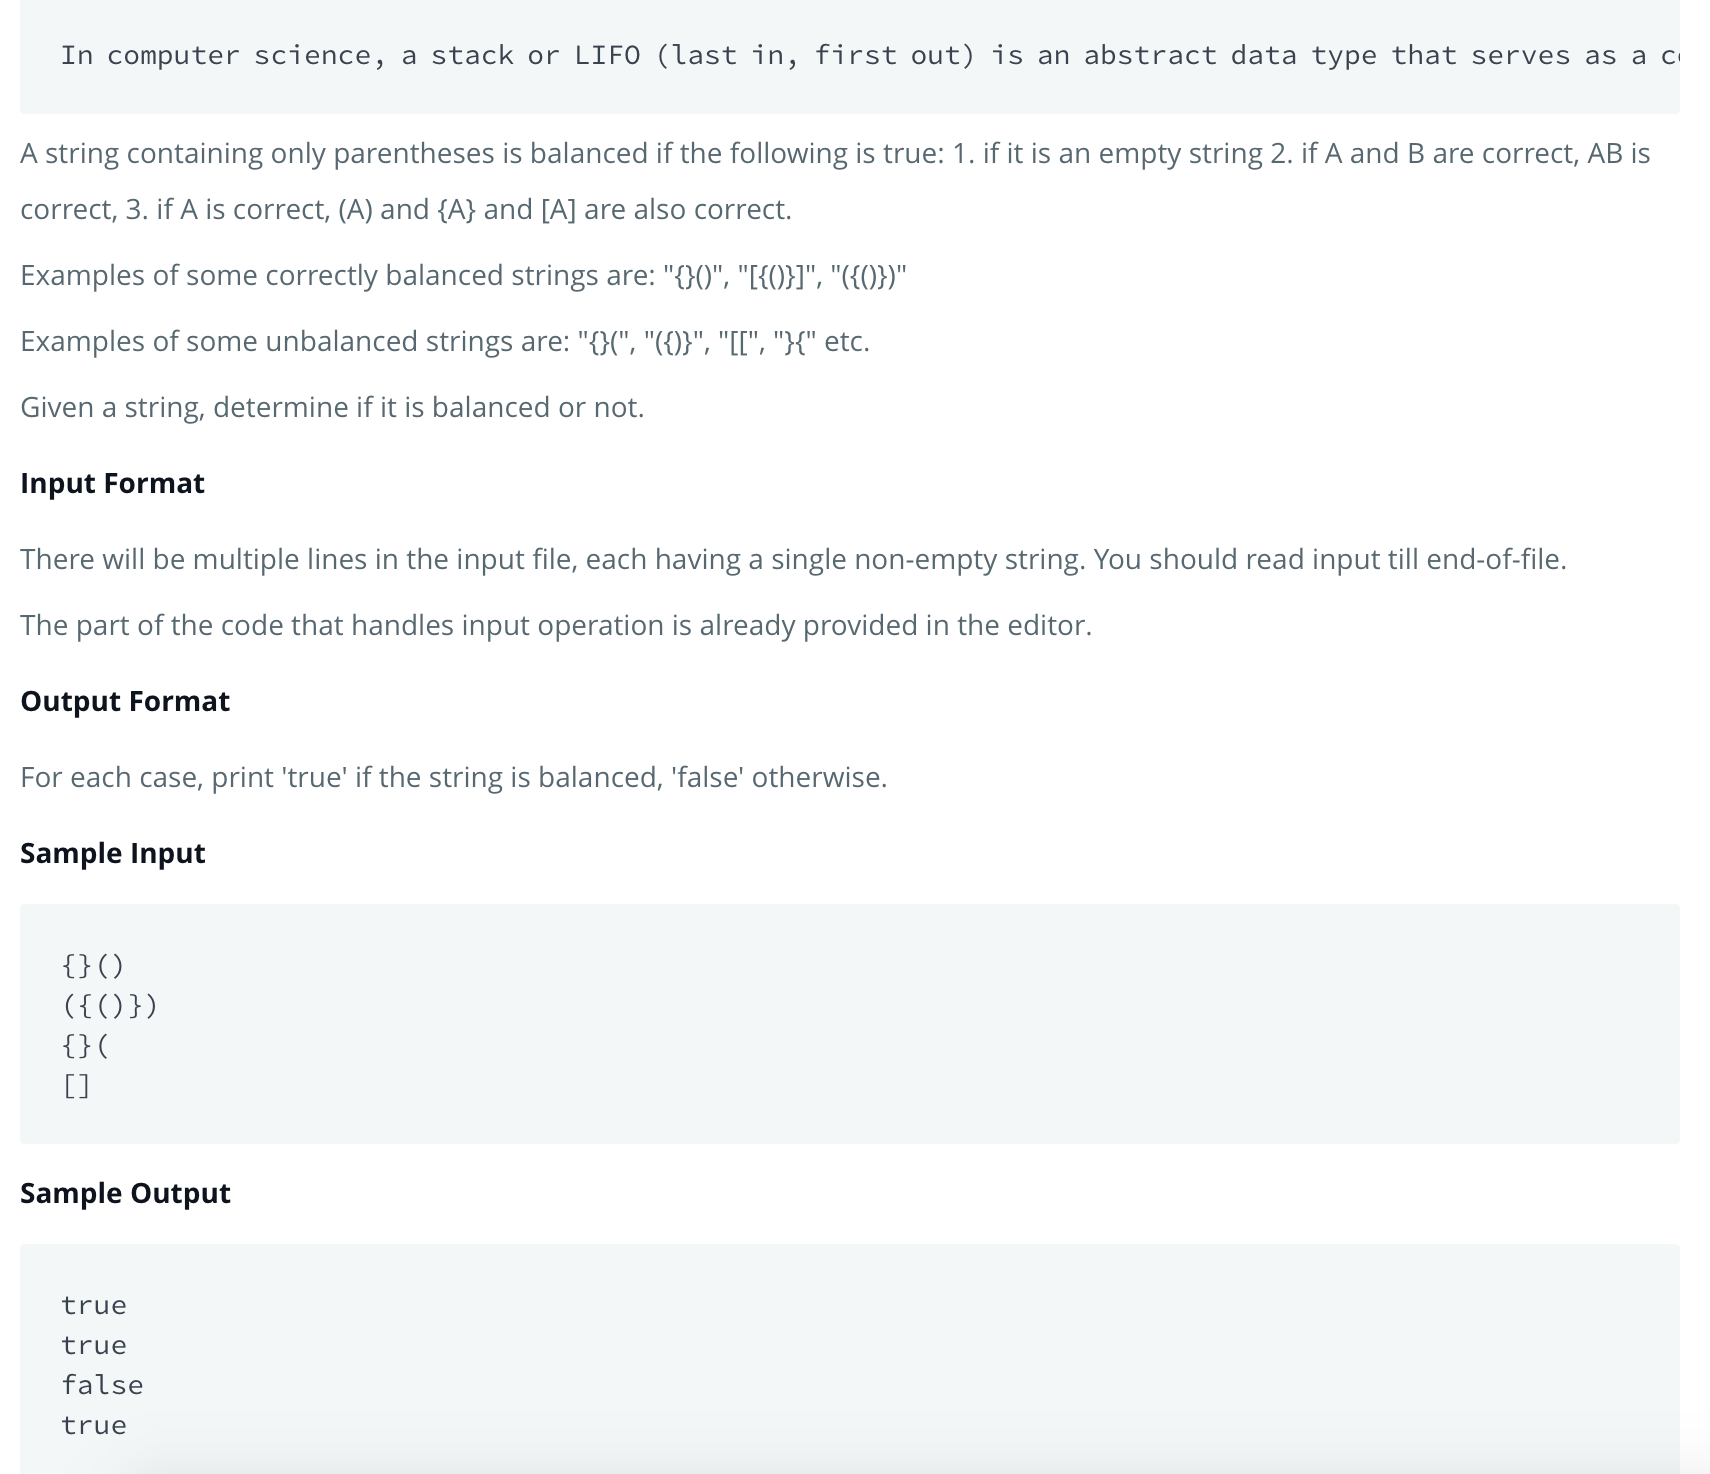 In computer science, a stack or LIFO (last in, first out) is an abstract data type that serves as a
A string containing only parentheses is balanced if the following is true: 1. if it is an empty string 2. if A and B are correct, AB is
correct, 3. if A is correct, (A) and {A} and [A] are also correct.
Examples of some correctly balanced strings are: "{}()", "[{()}]", "({()})"
Examples of some unbalanced strings are: "{}(", "({)}", "[[", "}{" etc.
Given a string, determine if it is balanced or not.
Input Format
There will be multiple lines in the input file, each having a single non-empty string. You should read input till end-of-file.
The part of the code that handles input operation is already provided in the editor.
Output Format
For each case, print 'true' if the string is balanced, 'false' otherwise.
Sample Input
{}()
({()})
{}(
[]
Sample Output
true
true
false
true